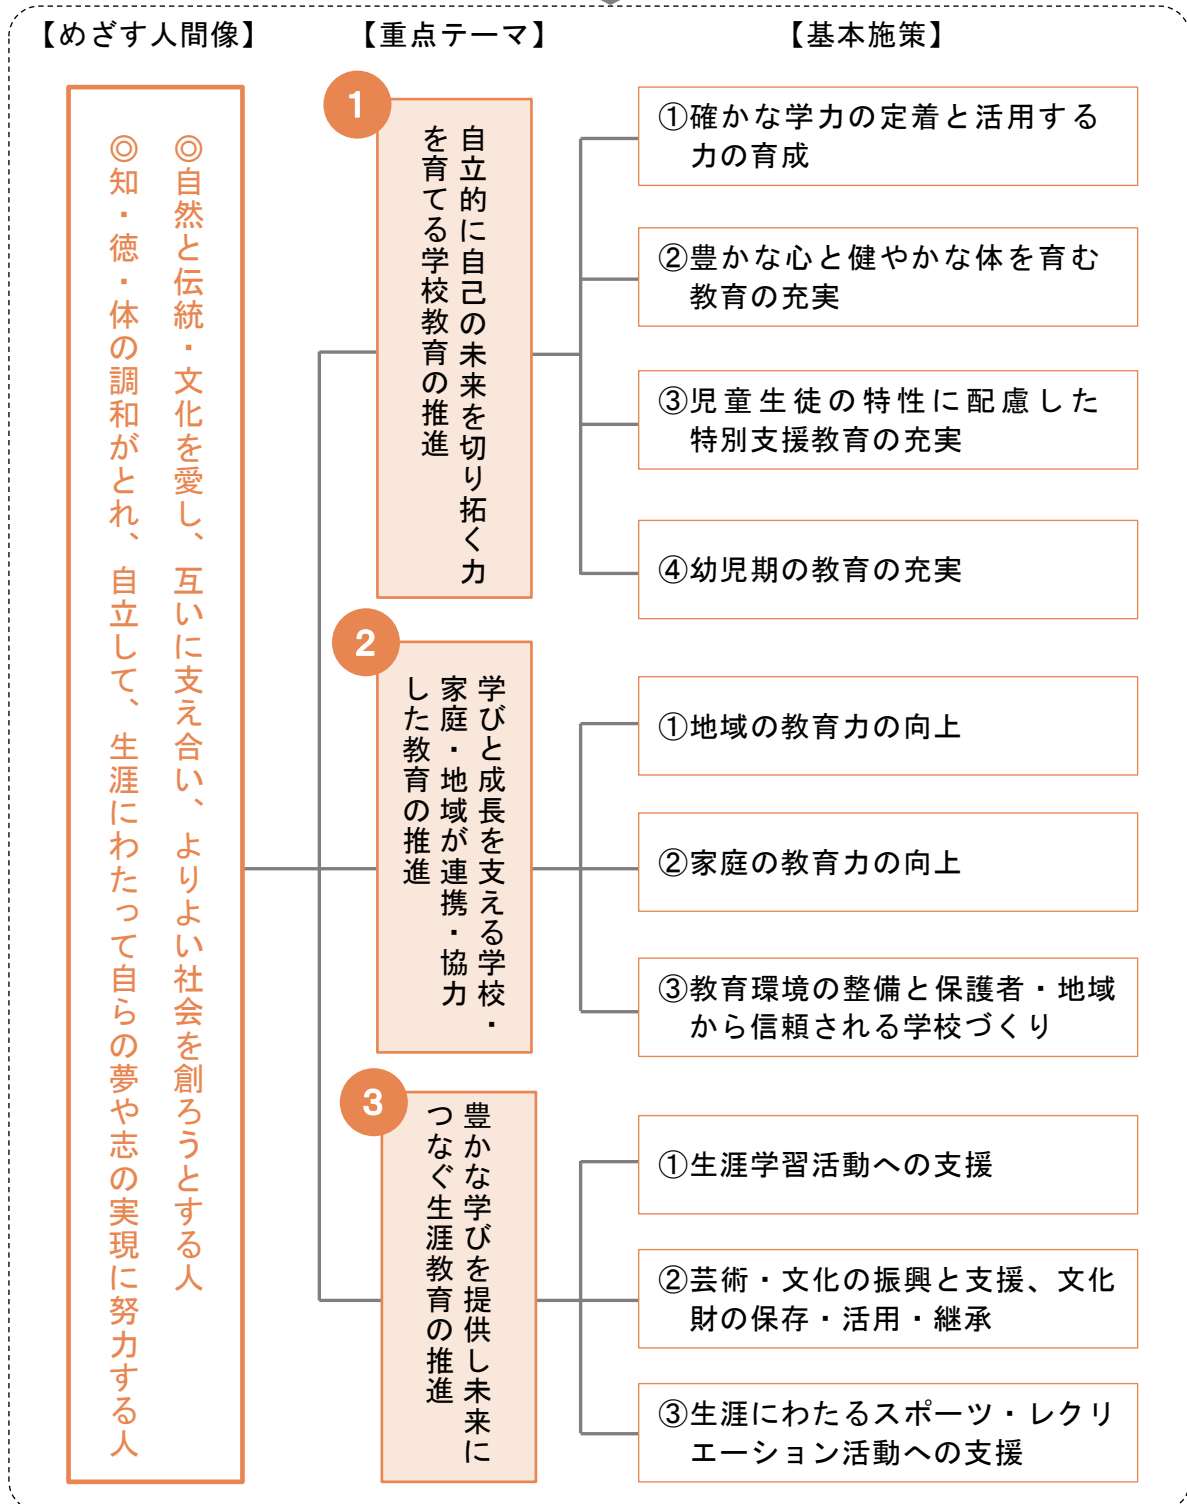 【めざす人間像】
【重点テーマ】
【基本施策】
◎自然と伝統・文化を愛し、互いに支え合い、よりよい社会を創ろうとする人
◎知・徳・体の調和がとれ、自立して、生涯にわたって自らの夢や志の実現に努力する人
1
自立的に自己の未来を切り拓く力
を育てる学校教育の推進
①確かな学力の定着と活用する
力の育成
②豊かな心と健やかな体を育む
教育の充実
③児童生徒の特性に配慮した
特別支援教育の充実
④幼児期の教育の充実
2
学びと成長を支える学校・
家庭・地域が連携・協力
した教育の推進
①地域の教育力の向上
②家庭の教育力の向上
③教育環境の整備と保護者・地域
から信頼される学校づくり
3
豊かな学びを提供し未来に
つなぐ生涯教育の推進
①生涯学習活動への支援
②芸術・文化の振興と支援、文化
財の保存・活用・継承
③生涯にわたるスポーツ・レクリ
エーション活動への支援